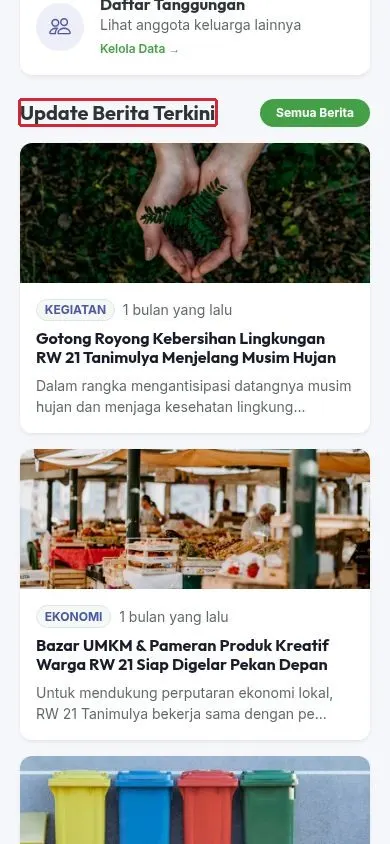 Daftar Tanggungan
Lihat anggota keluarga lainnya
Kelola Data →
Update Berita Terkini
Semua Berita
KEGIATAN
1 bulan yang lalu
Gotong Royong Kebersihan Lingkungan
RW 21 Tanimulya Menjelang Musim Hujan
Dalam rangka mengantisipasi datangnya musim
hujan dan menjaga kesehatan lingkung...
EKONOMI
1 bulan yang lalu
Bazar UMKM & Pameran Produk Kreatif
Warga RW 21 Siap Digelar Pekan Depan
Untuk mendukung perputaran ekonomi lokal,
RW 21 Tanimulya bekerja sama dengan pe...